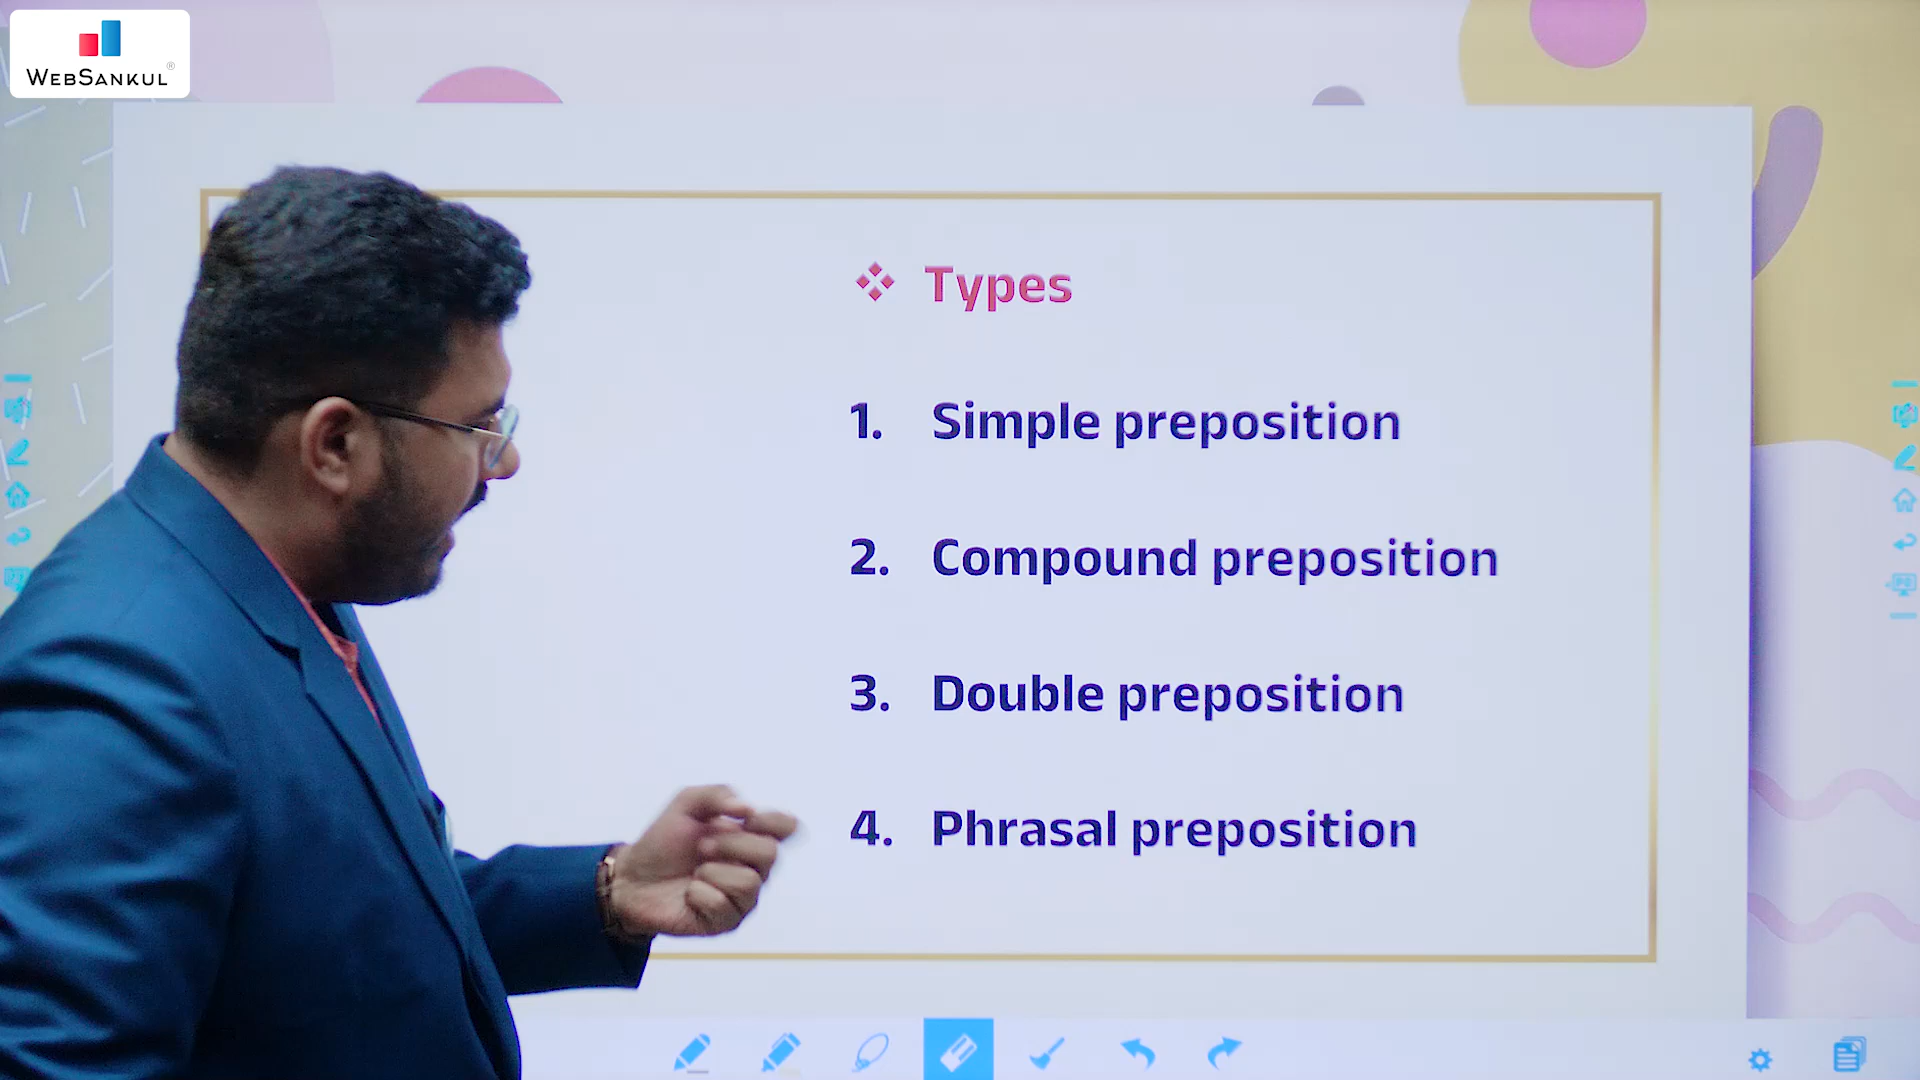 WEBSANKUL®
❖ Types
1. Simple preposition
2. Compound preposition
3. Double preposition
4. Phrasal preposition